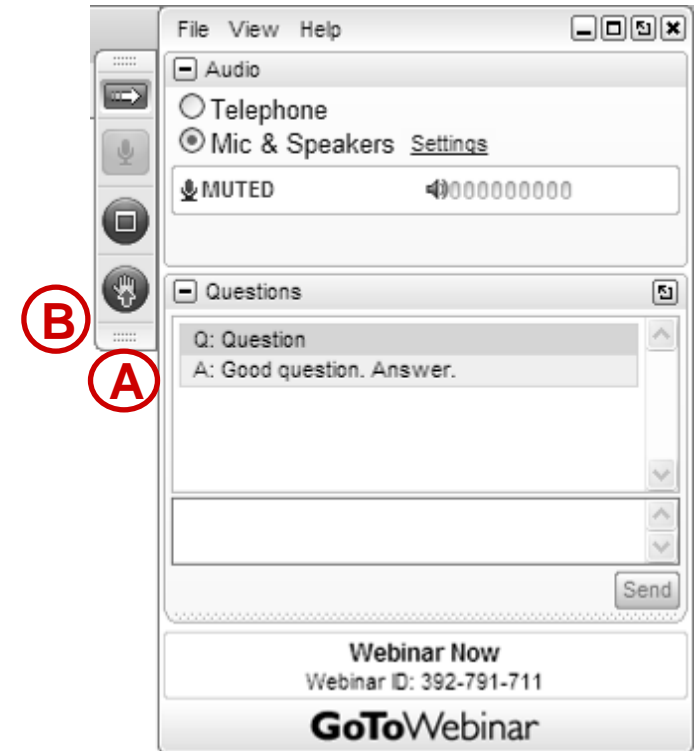 File View Help
Audio
Telephone
Mic & Speakers Settings
MUTED 000000000
Questions
B
Q: Question
A: Good question. Answer.
A
Send
Webinar Now
Webinar ID: 392-791-711
GoToWebinar